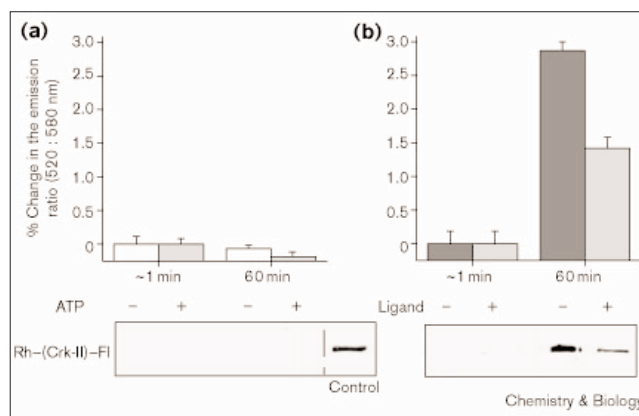 (a)
(b)
% Change in the emission
ratio (520 : 580 nm)
3.0
2.5
2.0
1.5
1.0
0.5
0
3.0
2.5
2.0
1.5
1.0
0.5
0
~1 min
60 min
~1 min
60 min
ATP – + – +
Ligand – + – +
Rh–(Crk-II)–Fl
Control
Chemistry & Biology